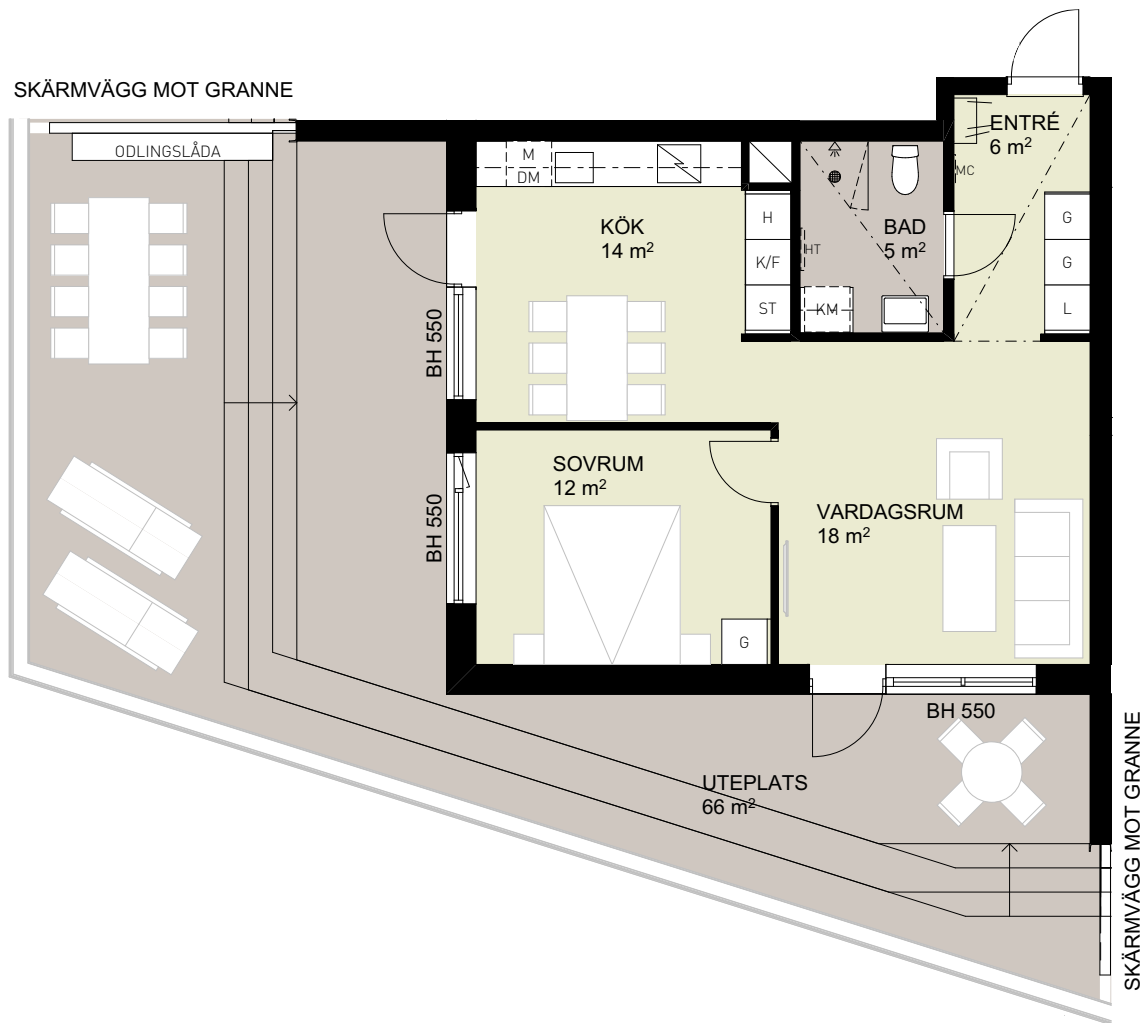 SKÄRMVÄGG MOT GRANNE
ODLINGSLÅDA
M
DM
ENTRÉ
6 m²
MC
KÖK
14 m²
H
K/F
ST
BAD
5 m²
HT
KM
G
G
L
BH 550
BH 550
SOVRUM
12 m²
G
VARDAGSRUM
18 m²
BH 550
UTEPLATS
66 m²
SKÄRMVÄGG MOT GRANNE